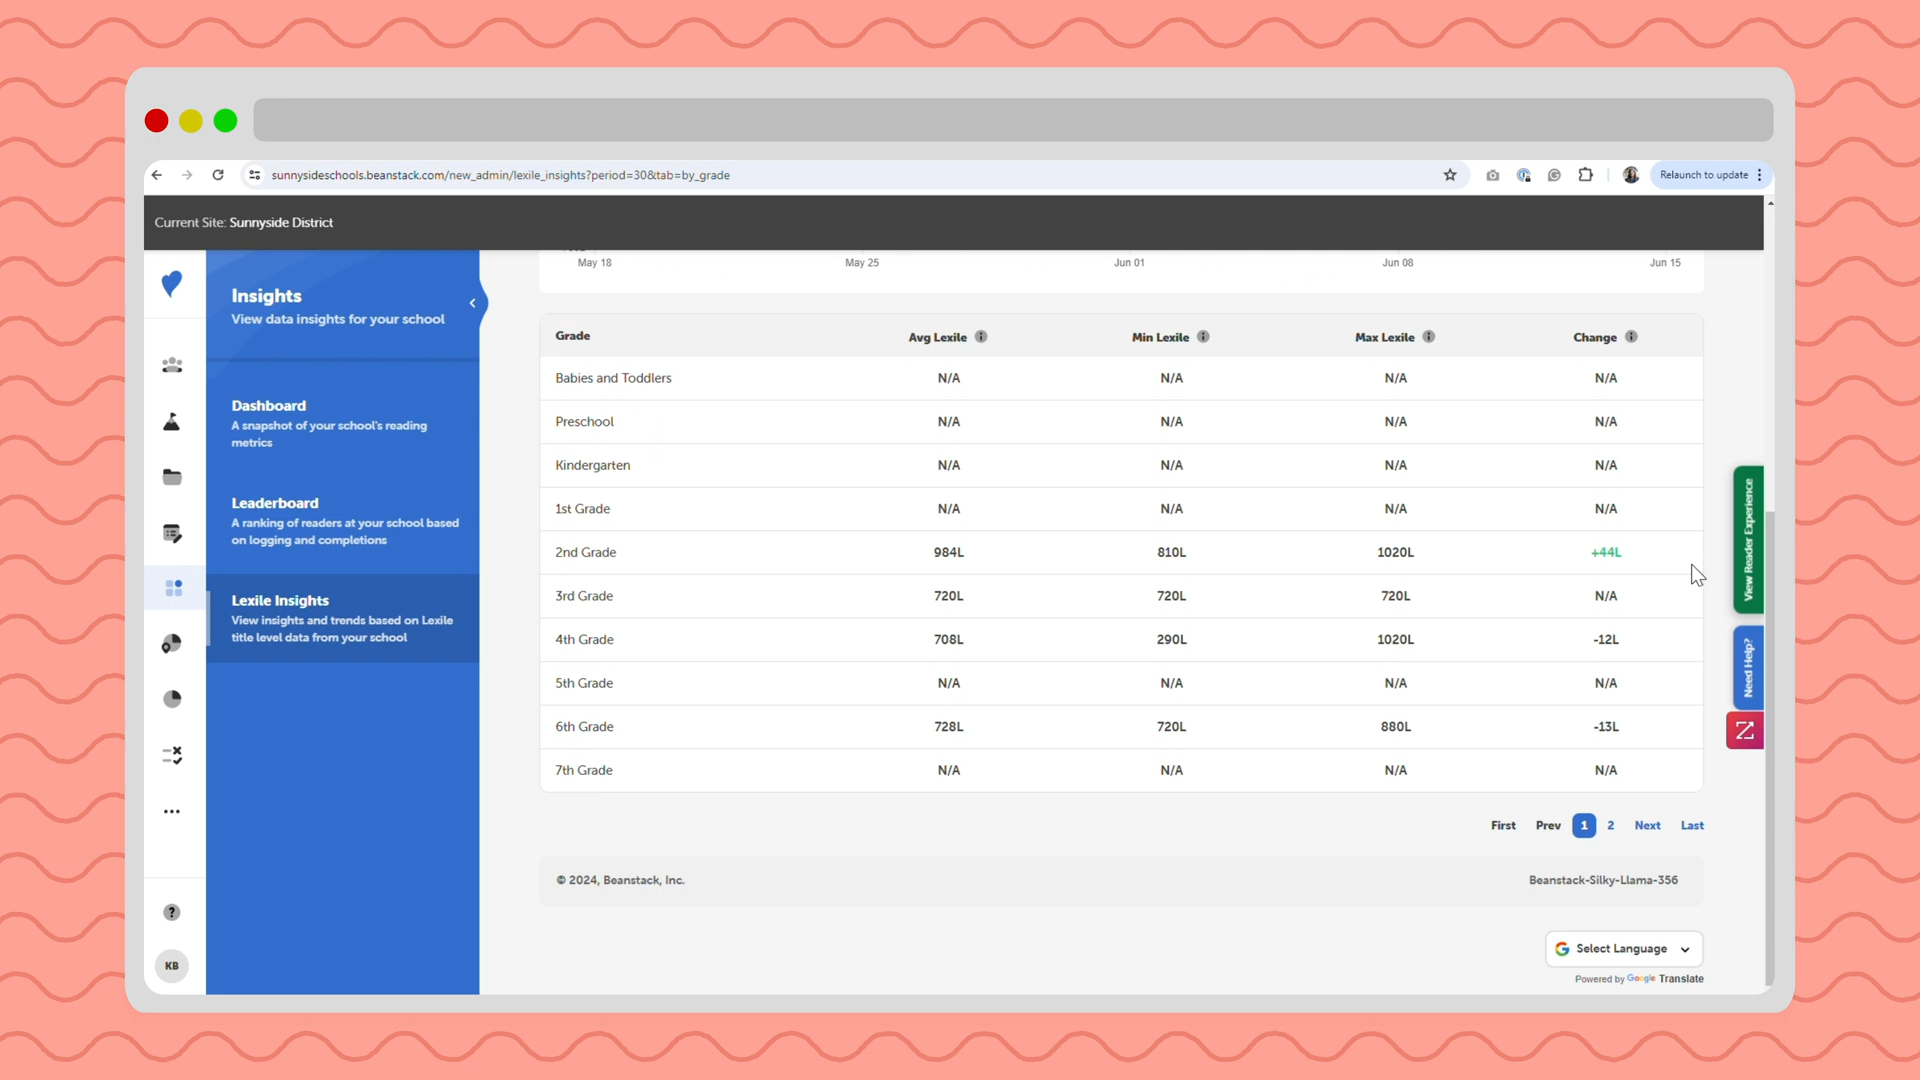 sunnysideschools.beanstack.com/new_admin/lexile_insights?period=30&tab=by_grade
Relaunch to update
Current Site: Sunnyside District
Insights
View data insights for your school
Dashboard
A snapshot of your school's reading
metrics
Leaderboard
A ranking of readers at your school based
on logging and completions
Lexile Insights
View insights and trends based on Lexile
title level data from your school
KB
May 18 May 25 Jun 01 Jun 08 Jun 15
Grade Avg Lexile Min Lexile Max Lexile Change
Babies and Toddlers N/A N/A N/A N/A
Preschool N/A N/A N/A N/A
Kindergarten N/A N/A N/A N/A
1st Grade N/A N/A N/A N/A
2nd Grade 984L 810L 1020L +44L
3rd Grade 720L 720L 720L N/A
4th Grade 708L 290L 1020L -12L
5th Grade N/A N/A N/A N/A
6th Grade 728L 720L 880L -13L
7th Grade N/A N/A N/A N/A
First Prev 1 2 Next Last
© 2024, Beanstack, Inc. Beanstack-Silky-Llama-356
Select Language
Powered by Google Translate
View Reader Experience
Need Help?